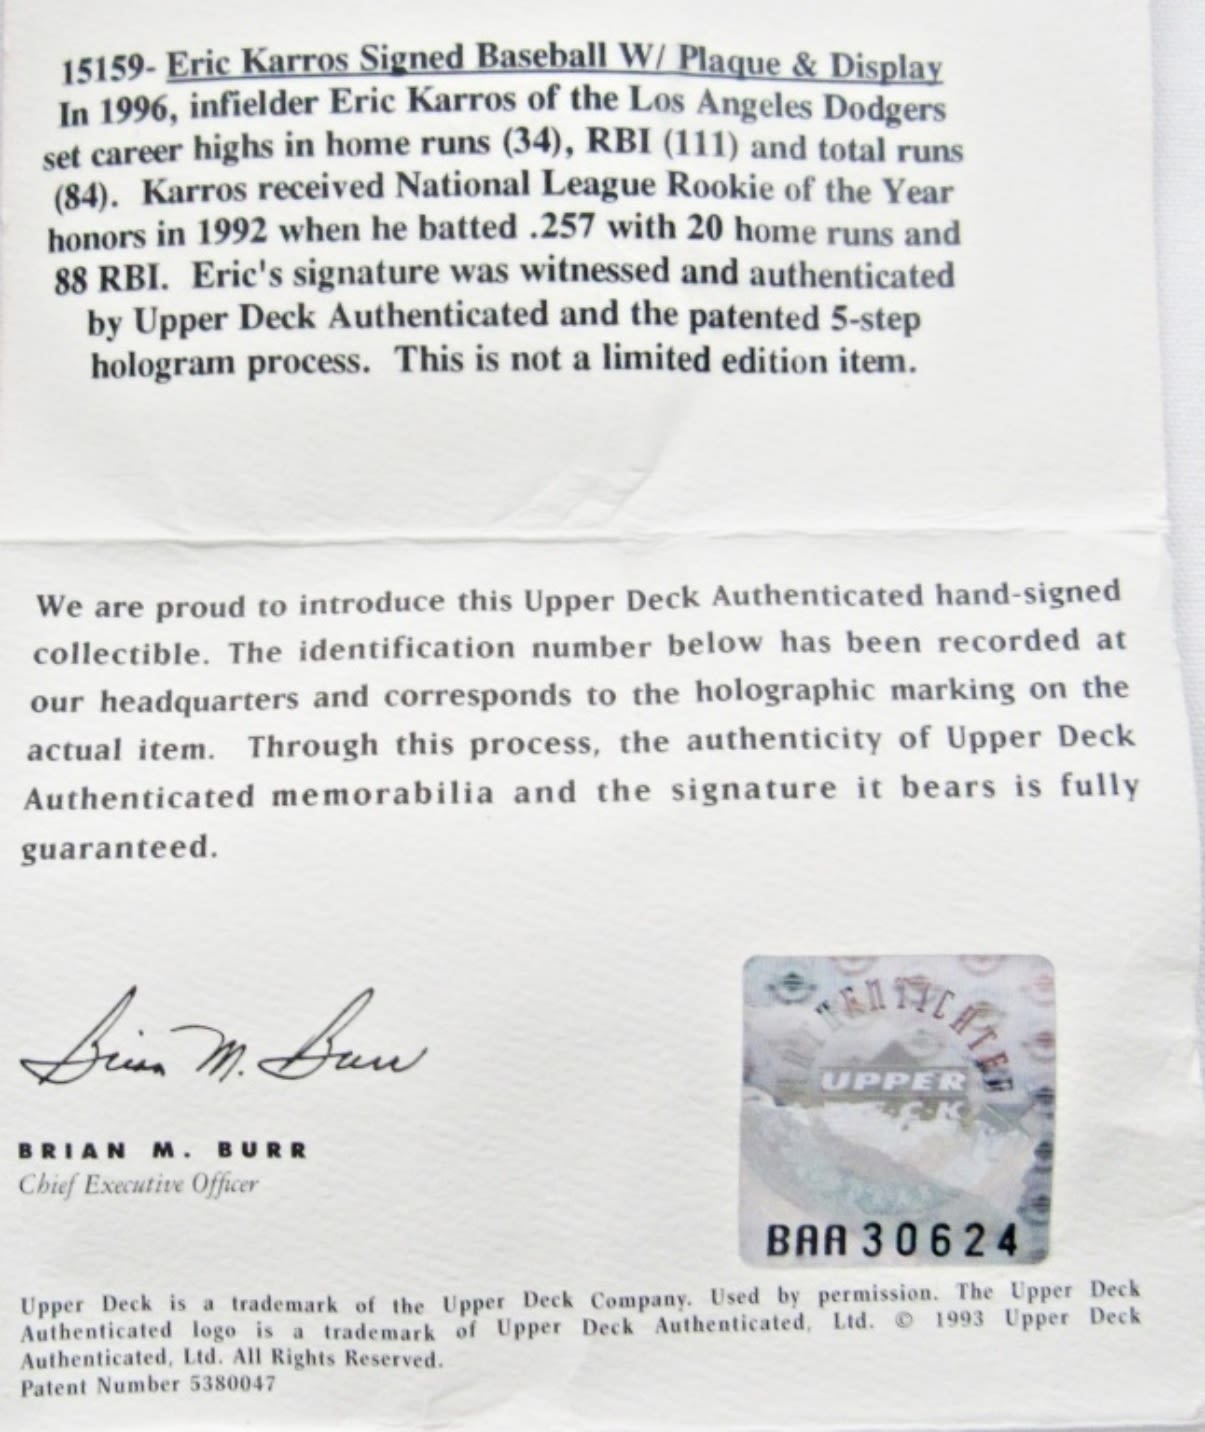 15159- Eric Karros Signed Baseball W/ Plaque & Display
In 1996, infielder Eric Karros of the Los Angeles Dodgers
set career highs in home runs (34), RBI (111) and total runs
(84). Karros received National League Rookie of the Year
honors in 1992 when he batted .257 with 20 home runs and
88 RBI. Eric's signature was witnessed and authenticated
by Upper Deck Authenticated and the patented 5-step
hologram process. This is not a limited edition item.
We are proud to introduce this Upper Deck Authenticated hand-signed
collectible. The identification number below has been recorded at
our headquarters and corresponds to the holographic marking on the
actual item. Through this process, the authenticity of Upper Deck
Authenticated memorabilia and the signature it bears is fully
guaranteed.
Brian M. Burr
BRIAN M. BURR
Chief Executive Officer
AUTHENTICATED
UPPER
DECK
BAA30624
Upper Deck is a trademark of the Upper Deck Company. Used by permission. The Upper Deck
Authenticated logo is a trademark of Upper Deck Authenticated, Ltd. © 1993 Upper Deck
Authenticated, Ltd. All Rights Reserved.
Patent Number 5380047